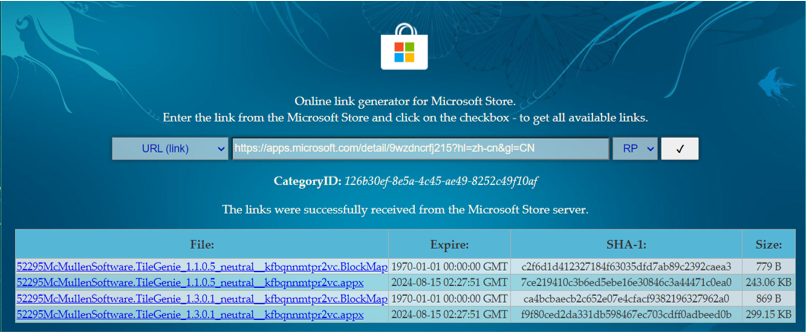 Online link generator for Microsoft Store.
Enter the link from the Microsoft Store and click on the checkbox - to get all available links.
URL (link) https://apps.microsoft.com/detail/9wzdncrfj215?hl=zh-cn&gl=CN RP ✓
CategoryID: 126b30ef-8e5a-4c45-ae49-8252c49f10af
The links were successfully received from the Microsoft Store server.
File: Expire: SHA-1: Size:
52295McMullenSoftware.TileGenie_1.1.0.5_neutral__kfbqnnmtpr2vc.BlockMap 1970-01-01 00:00:00 GMT c2f6d1d412327184f63035dfd7ab89c2392caea3 779 B
52295McMullenSoftware.TileGenie_1.1.0.5_neutral__kfbqnnmtpr2vc.appx 2024-08-15 02:27:51 GMT 7ce219410c3b6ed5ebe16e30846c3a44471c0ea0 243.06 KB
52295McMullenSoftware.TileGenie_1.3.0.1_neutral__kfbqnnmtpr2vc.BlockMap 1970-01-01 00:00:00 GMT ca4bcbaecb2c652e07e4cfacf9382196327962a0 869 B
52295McMullenSoftware.TileGenie_1.3.0.1_neutral__kfbqnnmtpr2vc.appx 2024-08-15 02:27:51 GMT f9f80ced2da331db598467ec703cdff0adbeed0b 299.15 KB